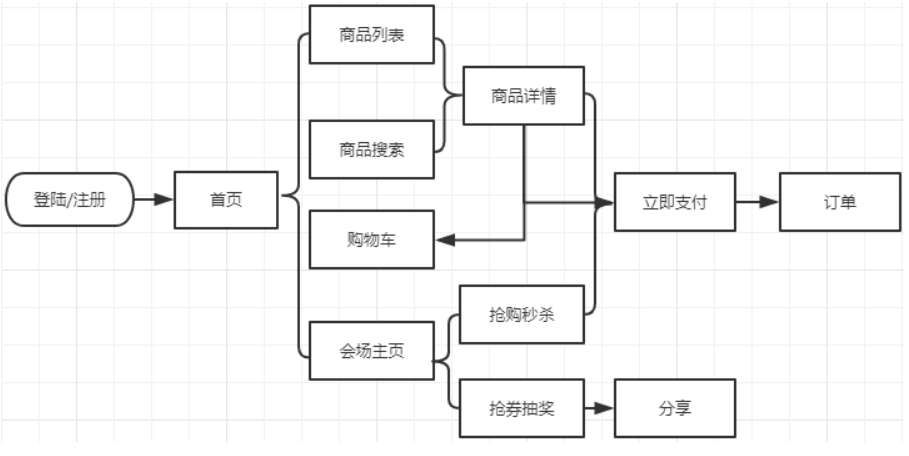 登陆/注册
首页
商品列表
商品搜索
购物车
会场主页
商品详情
抢购秒杀
抢券抽奖
立即支付
分享
订单